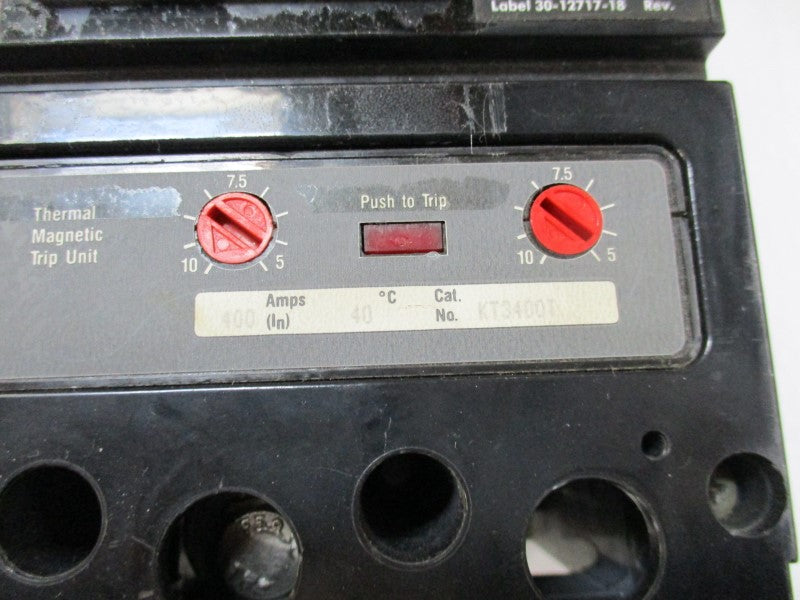 Label 30-12717-18 Rev.
7.5
7.5
Thermal
Magnetic
Trip Unit
Push to Trip
10 5
5
400 Amps (In) 40 °C Cat. No. KT3400T